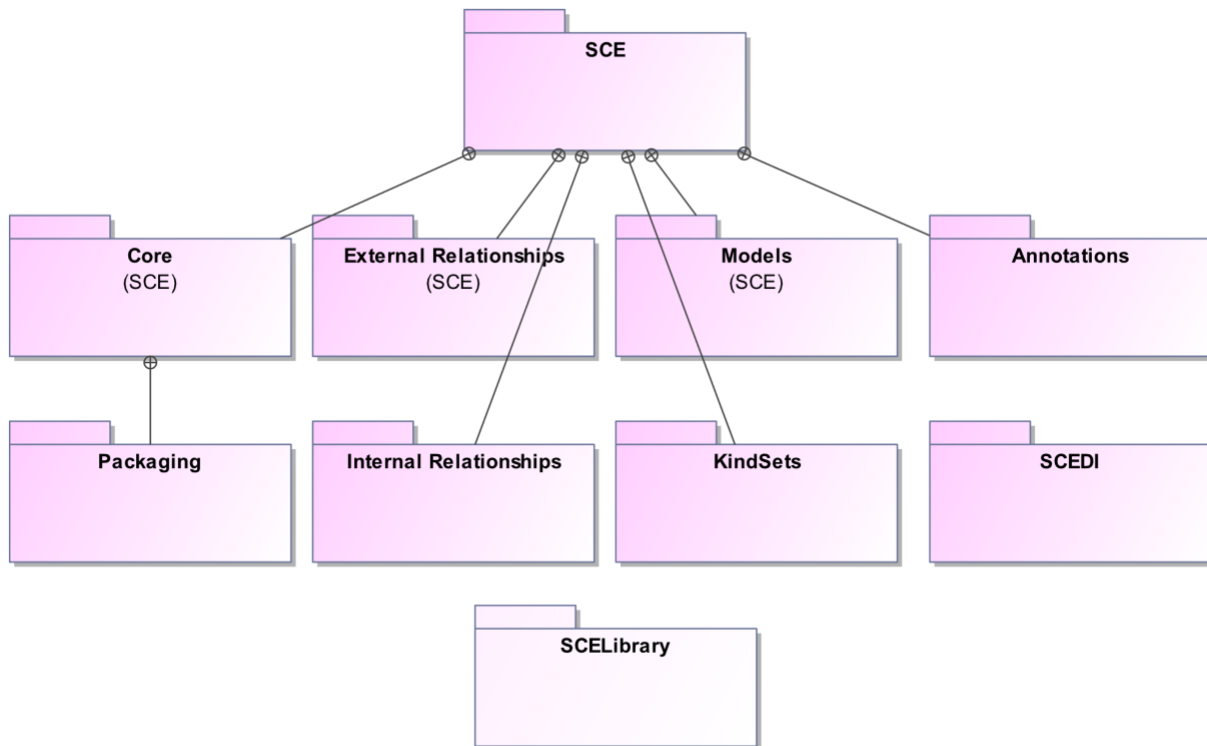 SCE
Core
(SCE)
External Relationships
(SCE)
Models
(SCE)
Annotations
Packaging
Internal Relationships
KindSets
SCEDI
SCELibrary